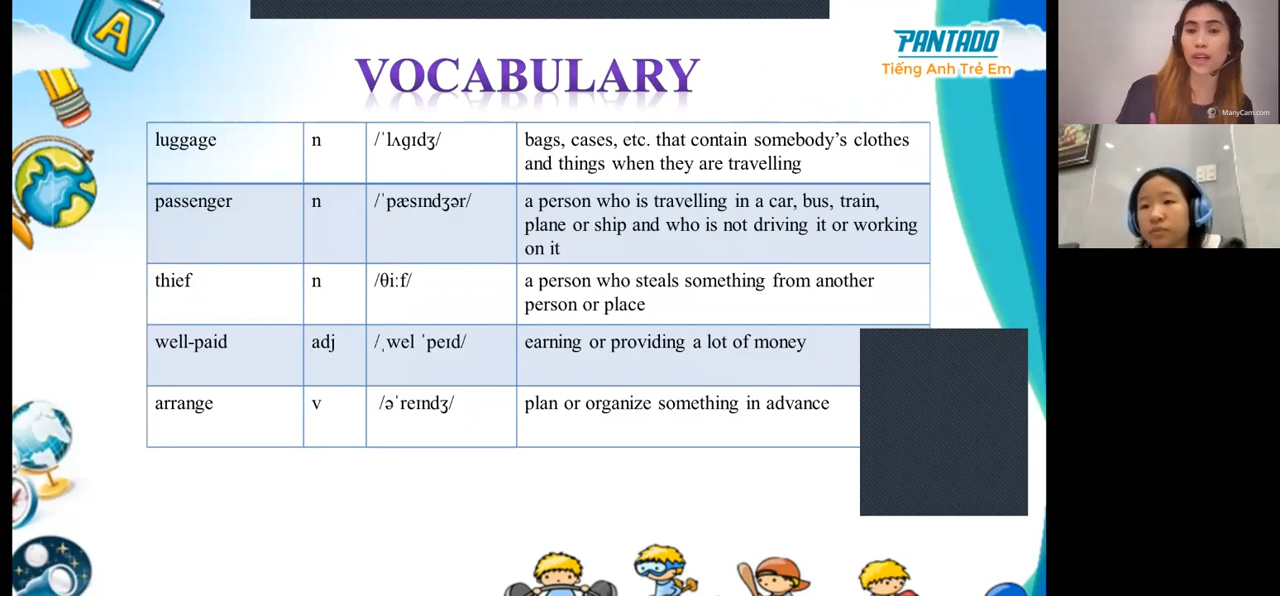 A
PANTADO
Tiếng Anh Trẻ Em
VOCABULARY
luggage n /ˈlʌɡɪdʒ/ bags, cases, etc. that contain somebody’s clothes
and things when they are travelling
passenger n /ˈpæsɪndʒər/ a person who is travelling in a car, bus, train,
plane or ship and who is not driving it or working
on it
thief n /θiːf/ a person who steals something from another
person or place
well-paid adj /ˌwel ˈpeɪd/ earning or providing a lot of money
arrange v /əˈreɪndʒ/ plan or organize something in advance
ManyCam.com